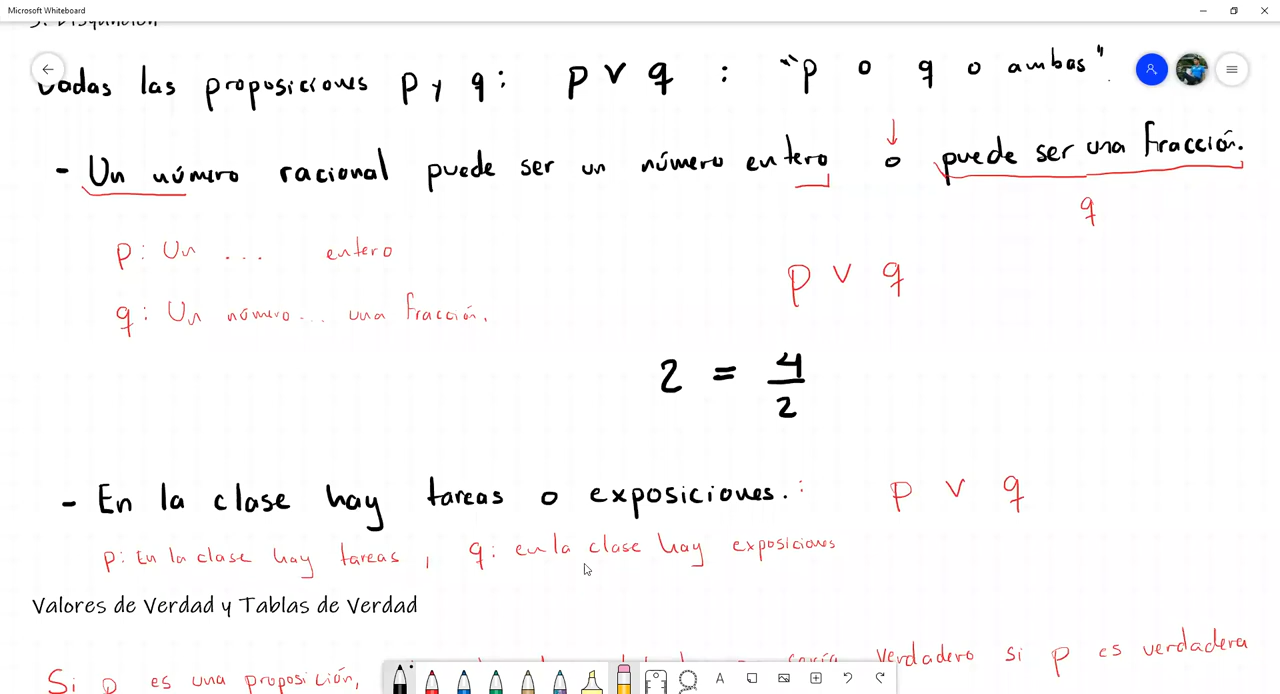 Microsoft Whiteboard
Dadas las proposiciones p y q: p ∨ q : "p o q o ambas".
- Un número racional puede ser un número entero o puede ser una fracción.
q
p: Un ... entero
p ∨ q
q: Un número... una fracción.
2 = 4/2
- En la clase hay tareas o exposiciones. : p ∨ q
p: En la clase hay tareas , q: en la clase hay exposiciones
Valores de Verdad y Tablas de Verdad
verdadero si p es verdadera
Si p es una proposición,